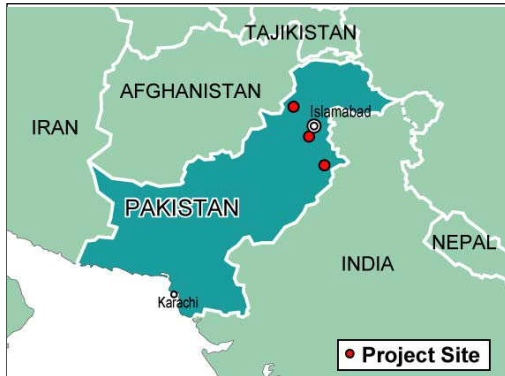 TAJIKISTAN
AFGHANISTAN
Islamabad
IRAN
PAKISTAN
NEPAL
INDIA
Karachi
Project Site